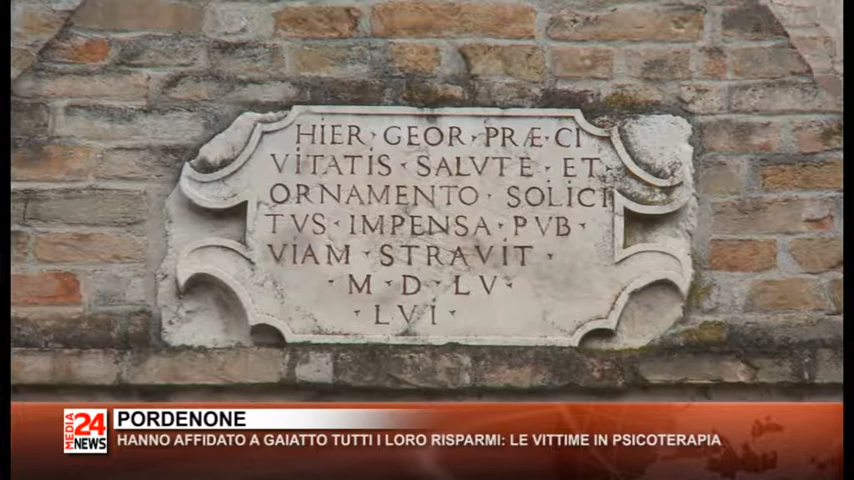 HIER · GEOR · PRÆ · CI
VITATIS · SALVTE · ET
ORNAMENTO · SOLICI
TVS · IMPENSA · PVB ·
VIAM · STRAVIT ·
· M · D · LV ·
· LVI ·
MEDIA 24 NEWS
PORDENONE
HANNO AFFIDATO A GAIATTO TUTTI I LORO RISPARMI: LE VITTIME IN PSICOTERAPIA